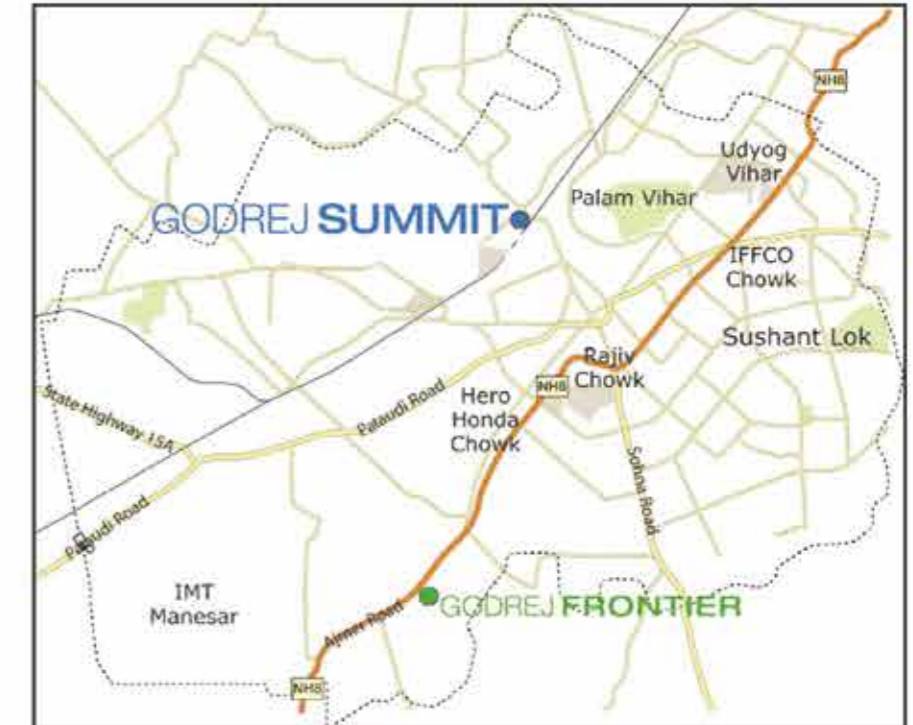 NH8
Udyog
Vihar
Palam Vihar
GODREJ SUMMIT
IFFCO
Chowk
Sushant Lok
Rajiv
Chowk
NH8
Hero
Honda
Chowk
Pataudi Road
State Highway 15A
Sohna Road
Pataudi Road
IMT
Manesar
GODREJ FRONTIER
Ajmer Road
NH8